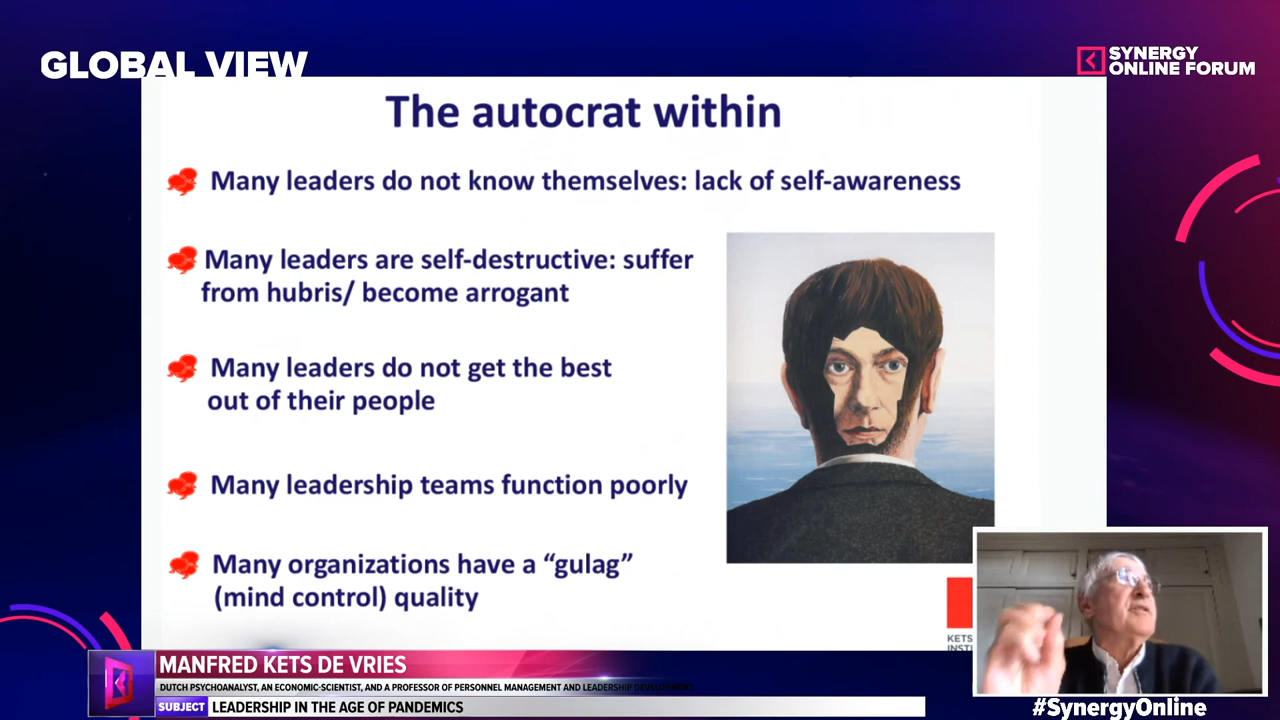 GLOBAL VIEW
SYNERGY
ONLINE FORUM
The autocrat within
Many leaders do not know themselves: lack of self-awareness
Many leaders are self-destructive: suffer
from hubris/ become arrogant
Many leaders do not get the best
out of their people
Many leadership teams function poorly
Many organizations have a “gulag”
(mind control) quality
KETS
INSTI
MANFRED KETS DE VRIES
DUTCH PSYCHOANALYST, AN ECONOMIC-SCIENTIST, AND A PROFESSOR OF PERSONNEL MANAGEMENT AND LEADERSHIP DEVELOPMENT
SUBJECT LEADERSHIP IN THE AGE OF PANDEMICS
#SynergyOnline